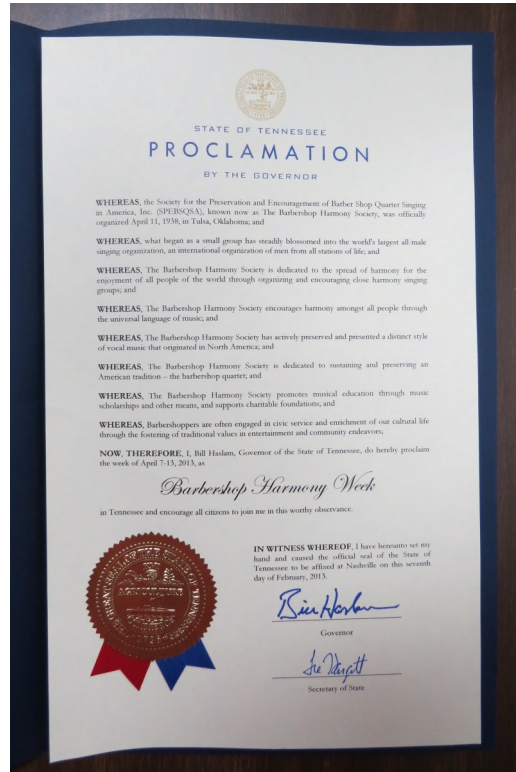 STATE OF TENNESSEE
PROCLAMATION
BY THE GOVERNOR
WHEREAS, the Society for the Preservation and Encouragement of Barber Shop Quartet Singing
in America, Inc. (SPEBSQSA), known now as The Barbershop Harmony Society, was officially
organized April 11, 1938, in Tulsa, Oklahoma; and
WHEREAS, what began as a small group has steadily blossomed into the world's largest all-male
singing organization, an international organization of men from all stations of life; and
WHEREAS, The Barbershop Harmony Society is dedicated to the spread of harmony for the
enjoyment of all people of the world through organizing and encouraging close harmony singing
groups; and
WHEREAS, The Barbershop Harmony Society encourages harmony amongst all people through
the universal language of music; and
WHEREAS, The Barbershop Harmony Society has actively preserved and presented a distinct style
of vocal music that originated in North America; and
WHEREAS, The Barbershop Harmony Society is dedicated to sustaining and preserving an
American tradition – the barbershop quartet; and
WHEREAS, The Barbershop Harmony Society promotes musical education through music
scholarships and other means, and supports charitable foundations; and
WHEREAS, Barbershoppers are often engaged in civic service and enrichment of our cultural life
through the fostering of traditional values in entertainment and community endeavors;
NOW, THEREFORE, I, Bill Haslam, Governor of the State of Tennessee, do hereby proclaim
the week of April 7-13, 2013, as
Barbershop Harmony Week
in Tennessee and encourage all citizens to join me in this worthy observance.
IN WITNESS WHEREOF, I have hereunto set my
hand and caused the official seal of the State of
Tennessee to be affixed at Nashville on this seventh
day of February, 2013.
Bill Haslam
Governor
Tre Hargett
Secretary of State
THE GREAT SEAL OF THE STATE OF TENNESSEE
AGRICULTURE